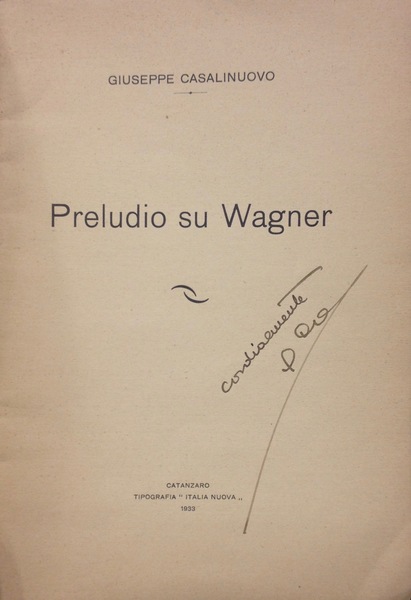 GIUSEPPE CASALINUOVO
Preludio su Wagner
cordialmente
CATANZARO
TIPOGRAFIA " ITALIA NUOVA „
1933